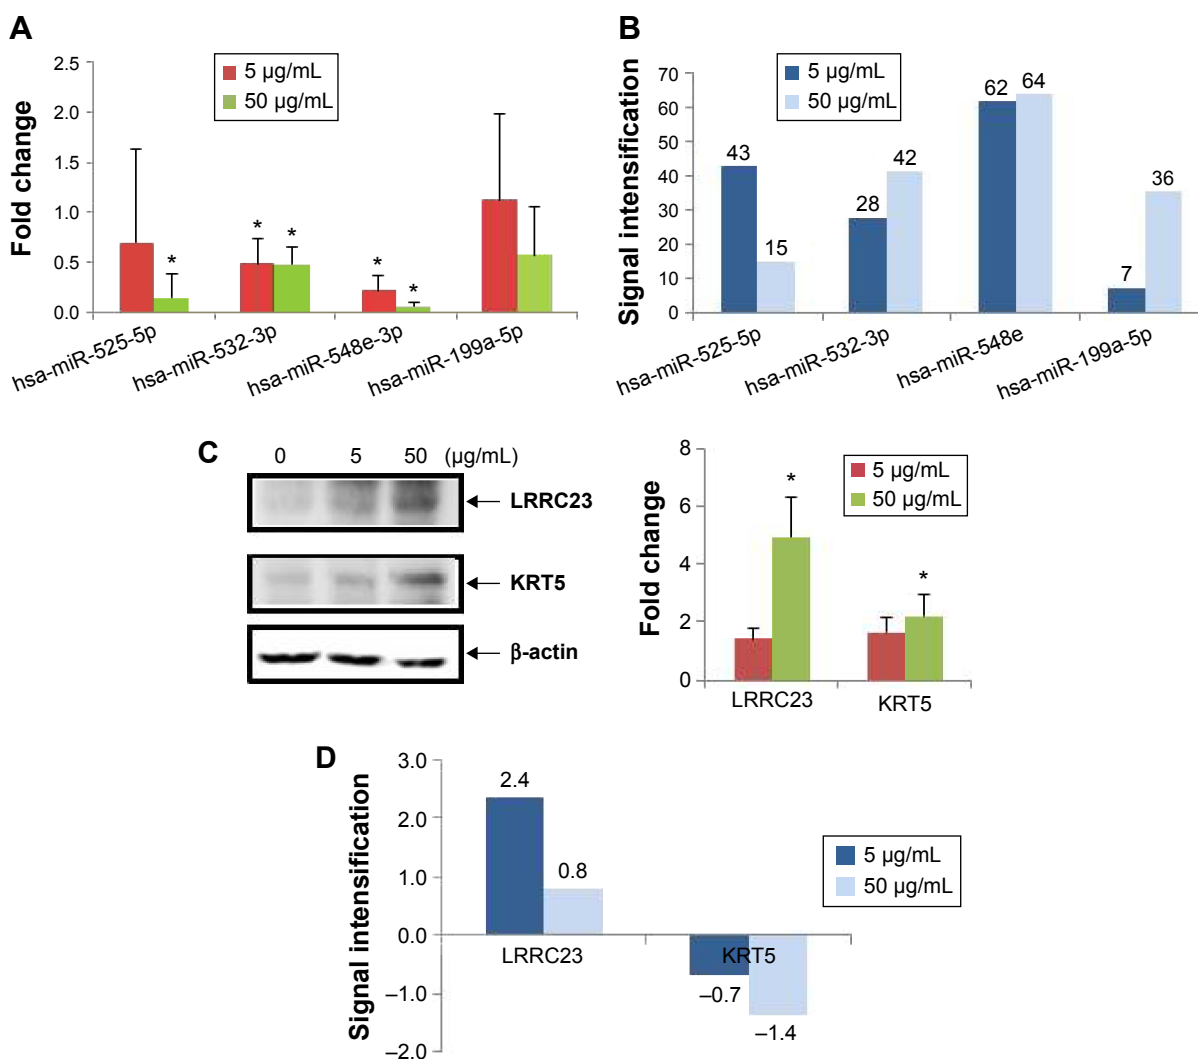 A
Fold change
2.5
2.0
1.5
1.0
0.5
0.0
5 µg/mL
50 µg/mL
*
*
*
*
*
hsa-miR-525-5p
hsa-miR-532-3p
hsa-miR-548e-3p
hsa-miR-199a-5p
B
Signal intensification
70
60
50
40
30
20
10
0
5 µg/mL
50 µg/mL
43
15
28
42
62
64
7
36
hsa-miR-525-5p
hsa-miR-532-3p
hsa-miR-548e
hsa-miR-199a-5p
C
0 5 50 (µg/mL)
LRRC23
KRT5
β-actin
Fold change
8
6
4
2
0
5 µg/mL
50 µg/mL
*
*
LRRC23
KRT5
D
Signal intensification
3.0
2.0
1.0
0.0
–1.0
–2.0
2.4
0.8
–0.7
–1.4
LRRC23
KRT5
5 µg/mL
50 µg/mL